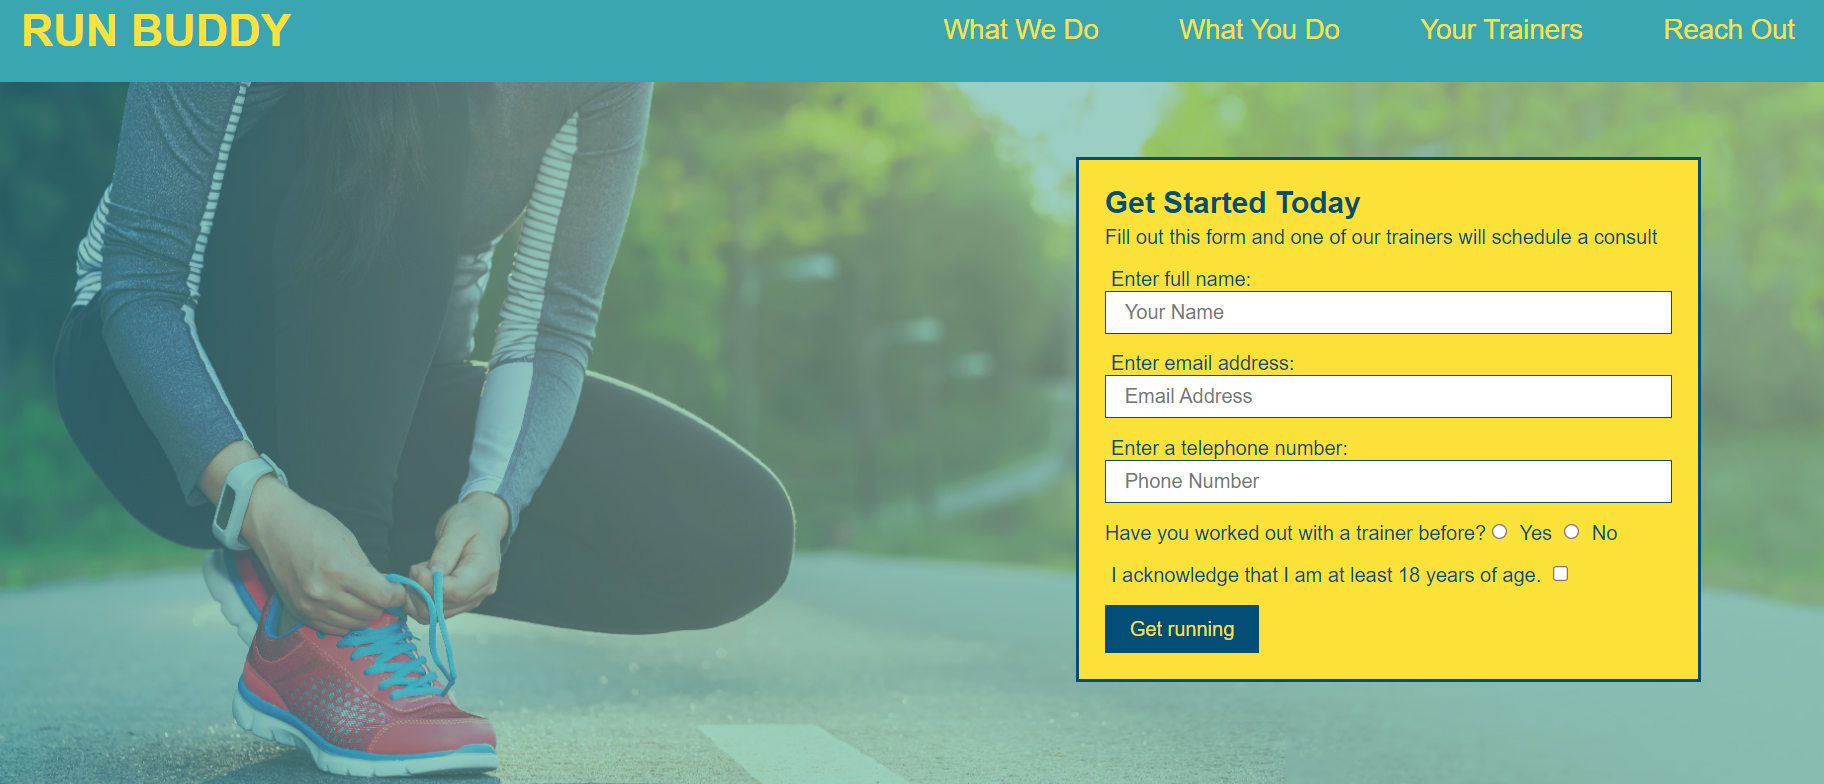 RUN BUDDY
What We Do
What You Do
Your Trainers
Reach Out
Get Started Today
Fill out this form and one of our trainers will schedule a consult
Enter full name:
Your Name
Enter email address:
Email Address
Enter a telephone number:
Phone Number
Have you worked out with a trainer before? Yes No
I acknowledge that I am at least 18 years of age.
Get running